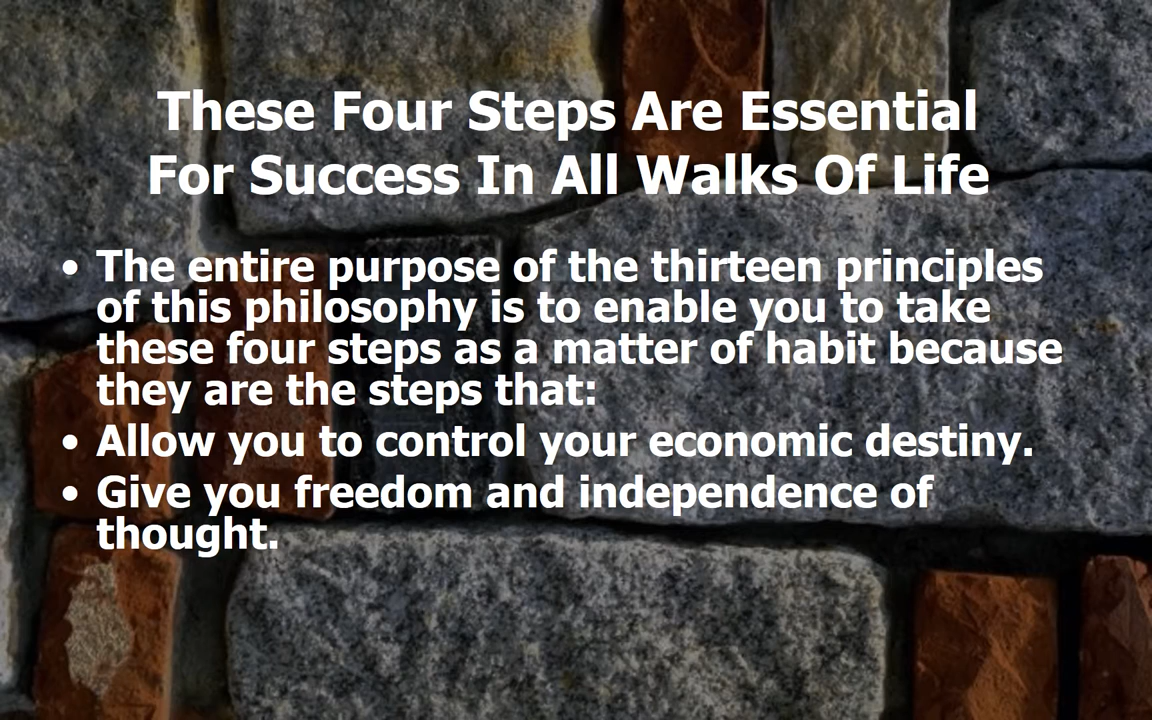 These Four Steps Are Essential
For Success In All Walks Of Life
• The entire purpose of the thirteen principles
of this philosophy is to enable you to take
these four steps as a matter of habit because
they are the steps that:
• Allow you to control your economic destiny.
• Give you freedom and independence of
thought.